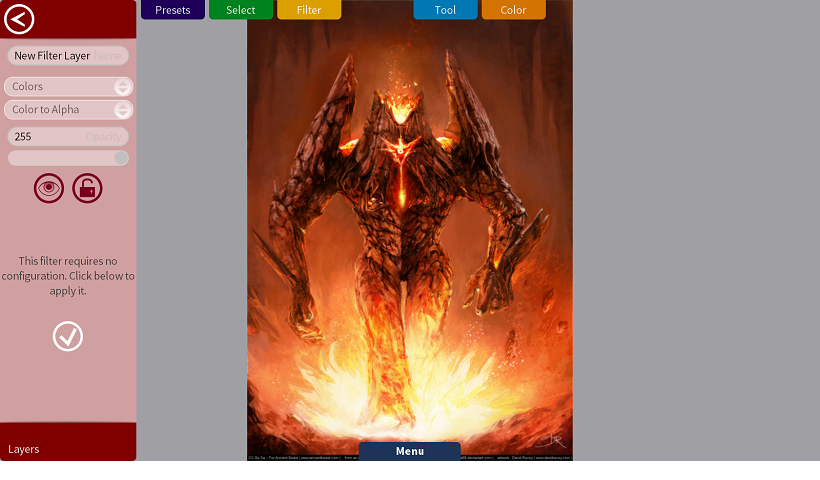 Presets
Select
Filter
Tool
Color
New Filter Layer Name
Colors
Color to Alpha
255 Opacity
This filter requires no
configuration. Click below to
apply it.
Layers
Menu